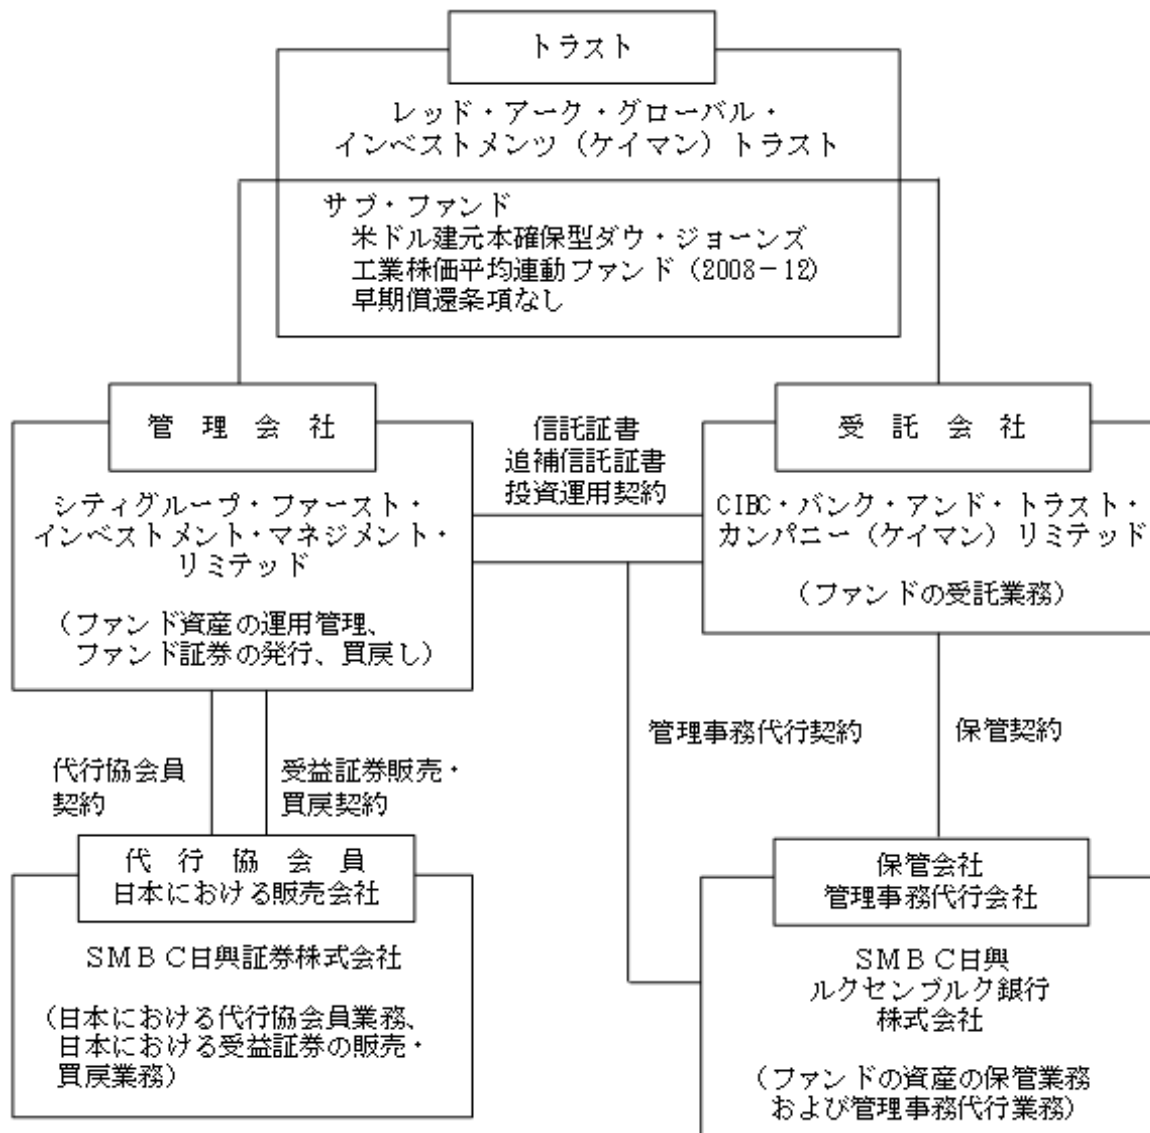 トラスト
レッド・アーク・グローバル・
インベストメンツ（ケイマン）トラスト
サブ・ファンド
米ドル建元本確保型ダウ・ジョーンズ
工業株価平均連動ファンド（2008－12）
早期償還条項なし
管　理　会　社
シティグループ・ファースト・
インベストメント・マネジメント・
リミテッド
（ファンド資産の運用管理、
ファンド証券の発行、買戻し）
信託証書
追補信託証書
投資運用契約
受　託　会　社
CIBC・バンク・アンド・トラスト・
カンパニー（ケイマン）リミテッド
（ファンドの受託業務）
代行協会員
契約
受益証券販売・
買戻契約
管理事務代行契約
保管契約
代　行　協　会　員
日本における販売会社
ＳＭＢＣ日興証券株式会社
（日本における代行協会員業務、
日本における受益証券の販売・
買戻業務）
保管会社
管理事務代行会社
ＳＭＢＣ日興
ルクセンブルク銀行
株式会社
（ファンドの資産の保管業務
および管理事務代行業務）